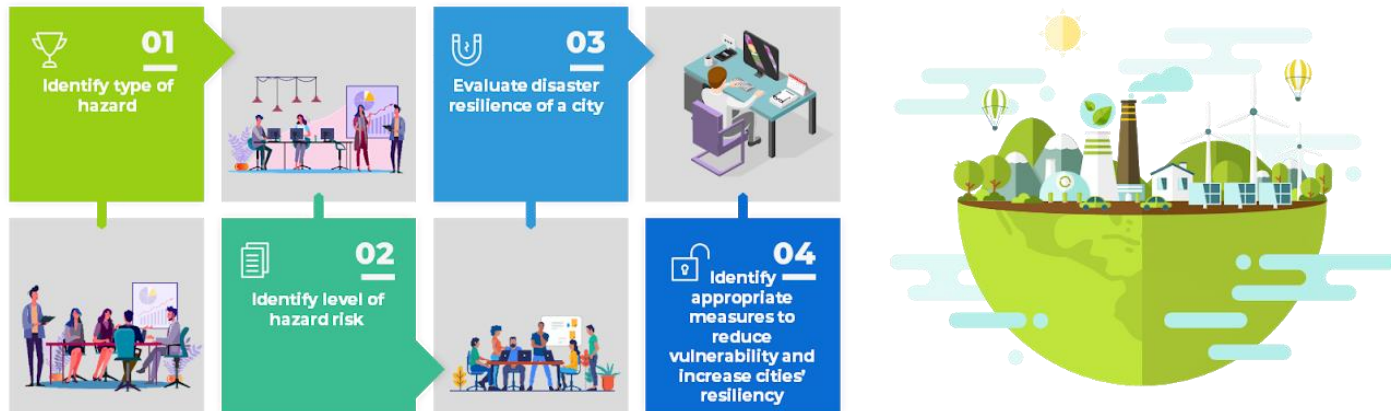 01
Identify type of
hazard
02
Identify level of
hazard risk
03
Evaluate disaster
resilience of a city
04
Identify
appropriate
measures to
reduce
vulnerability and
increase cities'
resiliency